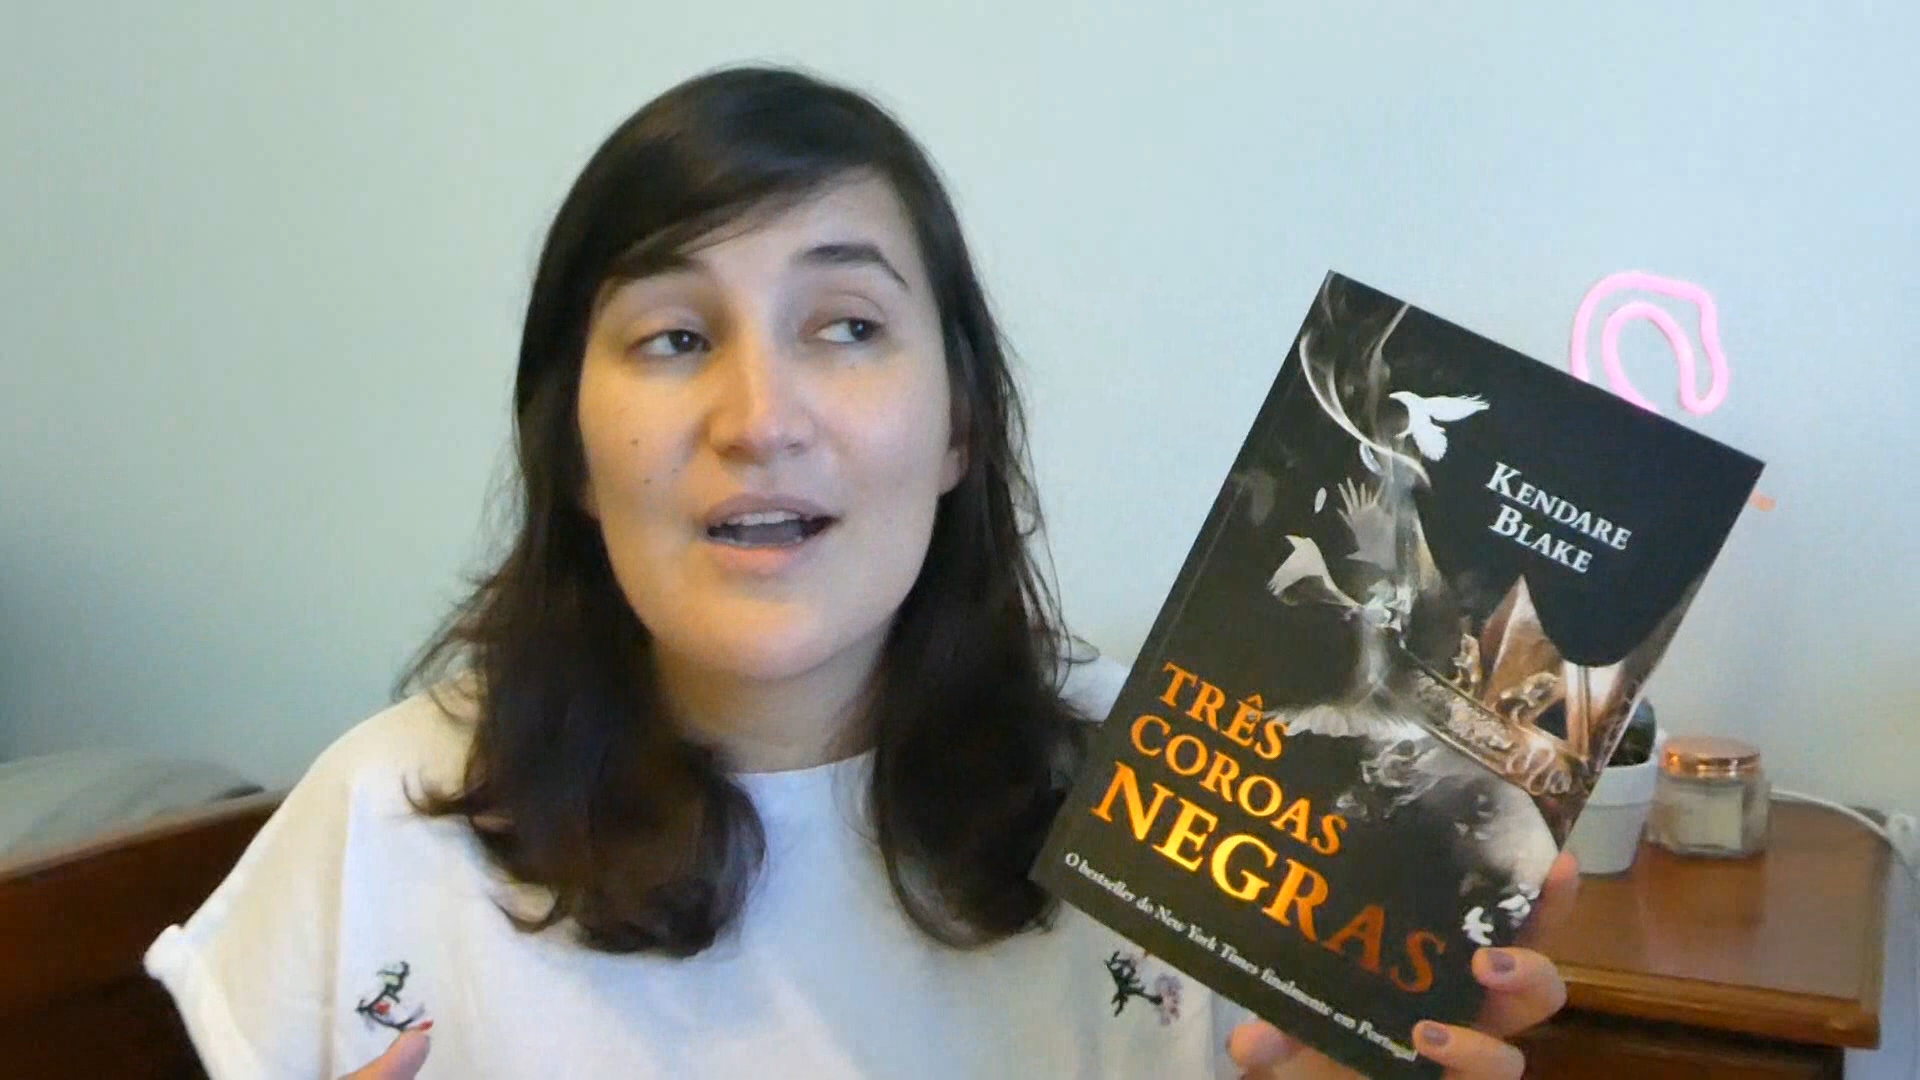 KENDARE
BLAKE
TRÊS
COROAS
NEGRAS
O bestseller do New York Times finalmente em Portugal